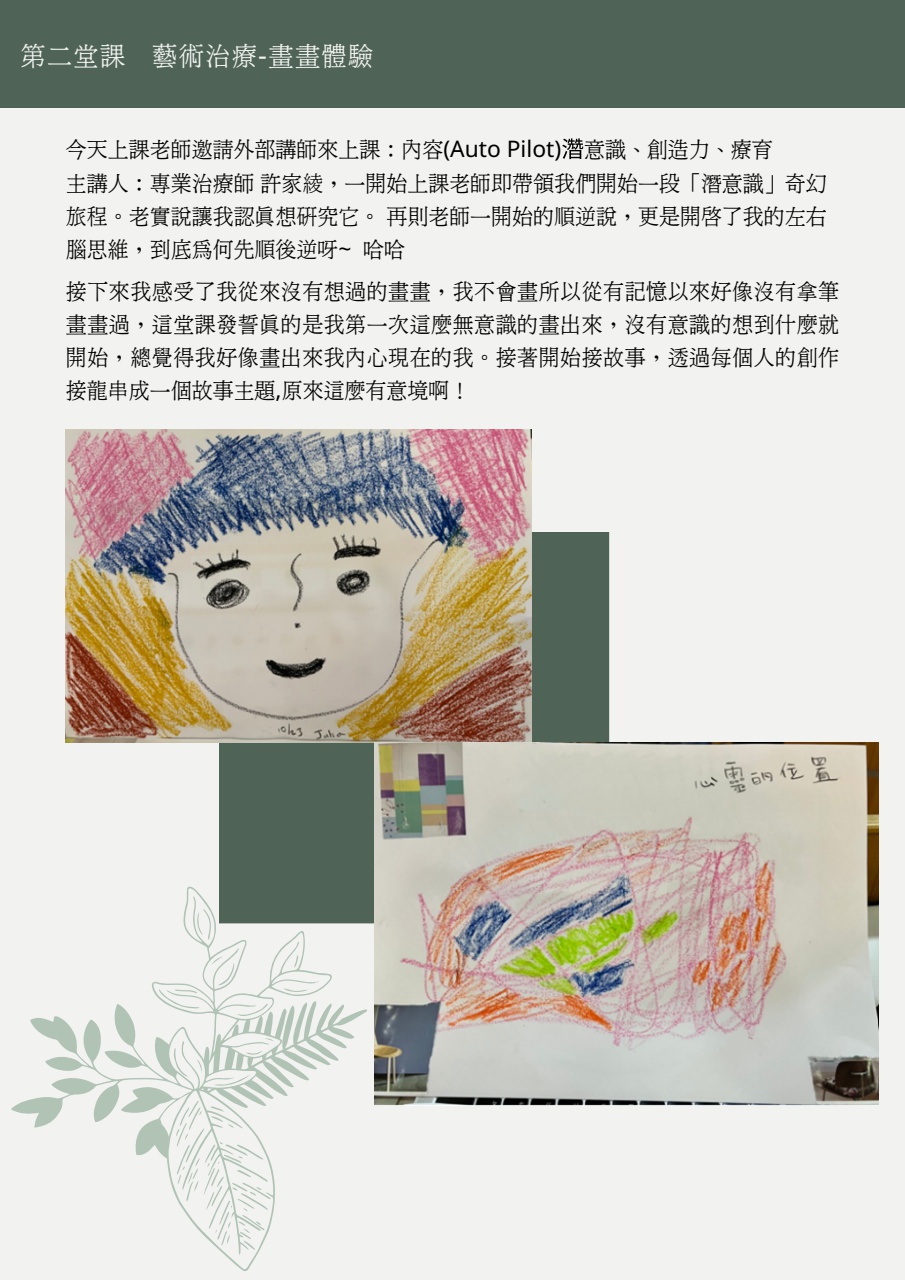 第二堂課　藝術治療-畫畫體驗
今天上課老師邀請外部講師來上課：內容(Auto Pilot)潛意識、創造力、療育
主講人：專業治療師 許家綾，一開始上課老師即帶領我們開始一段「潛意識」奇幻
旅程。老實說讓我認真想研究它。 再則老師一開始的順逆說，更是開啓了我的左右
腦思維，到底為何先順後逆呀~ 哈哈
接下來我感受了我從來沒有想過的畫畫，我不會畫所以從有記憶以來好像沒有拿筆
畫畫過，這堂課發誓真的是我第一次這麼無意識的畫出來，沒有意識的想到什麼就
開始，總覺得我好像畫出來我內心現在的我。接著開始接故事，透過每個人的創作
接龍串成一個故事主題,原來這麼有意境啊！
10/23 Julia
心靈的位置